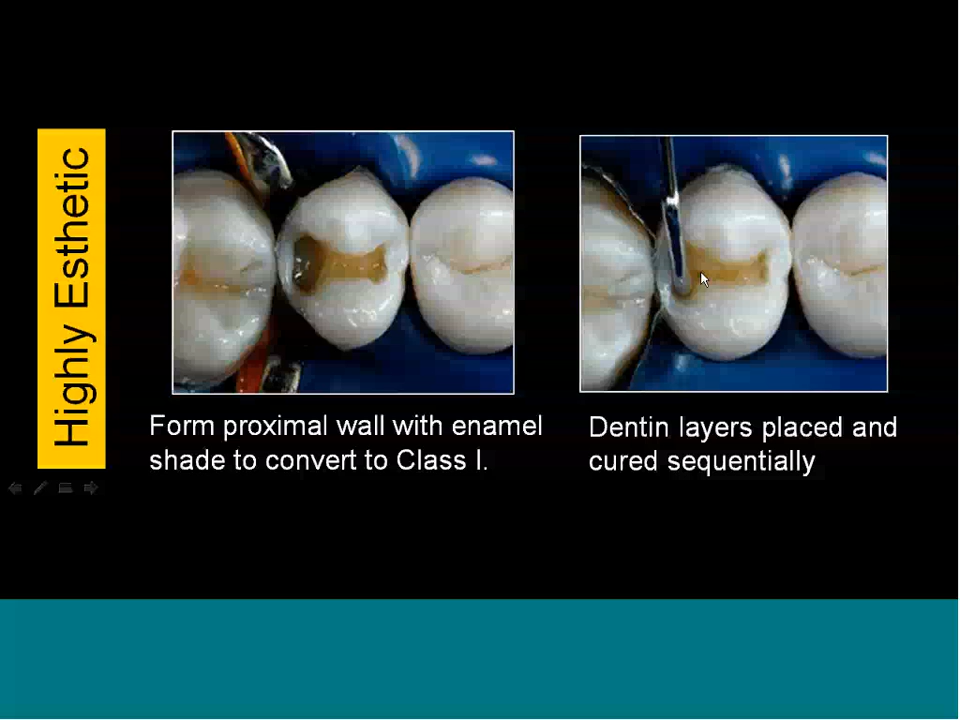 Highly Esthetic
Form proximal wall with enamel
shade to convert to Class I.
Dentin layers placed and
cured sequentially